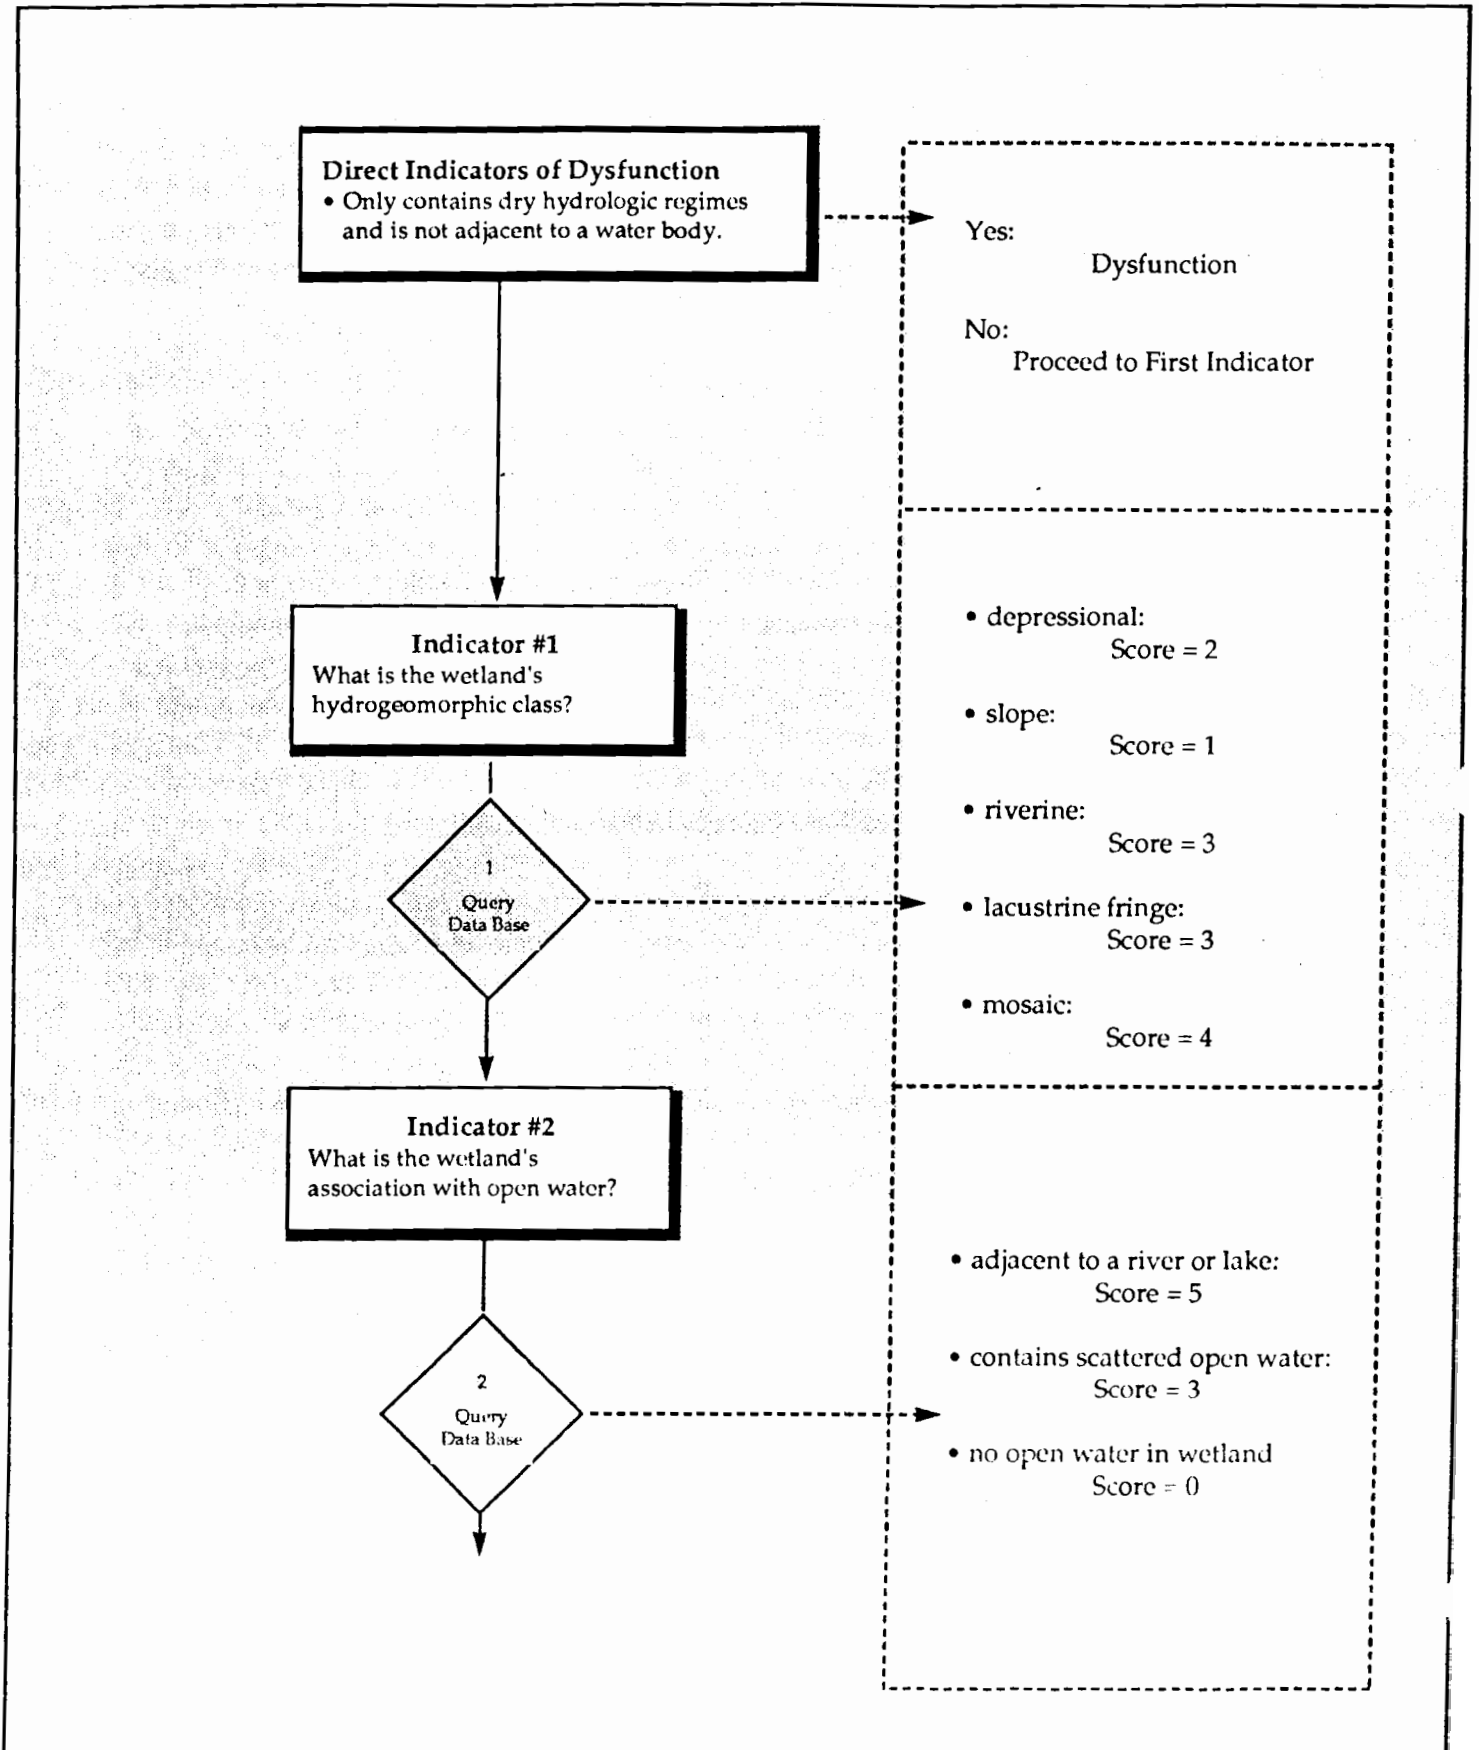 Direct Indicators of Dysfunction
• Only contains dry hydrologic regimes
and is not adjacent to a water body.
Yes:
Dysfunction
No:
Proceed to First Indicator
Indicator #1
What is the wetland's
hydrogeomorphic class?
1
Query
Data Base
• depressional:
Score = 2
• slope:
Score = 1
• riverine:
Score = 3
• lacustrine fringe:
Score = 3
• mosaic:
Score = 4
Indicator #2
What is the wetland's
association with open water?
2
Query
Data Base
• adjacent to a river or lake:
Score = 5
• contains scattered open water:
Score = 3
• no open water in wetland
Score = 0